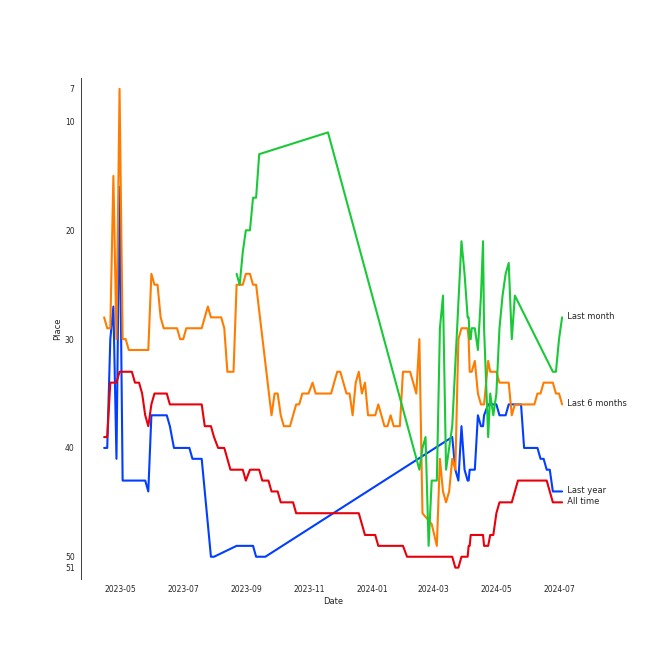 7
10
20
30
40
50
51
Place
Last month
Last 6 months
Last year
All time
2023-05
2023-07
2023-09
2023-11
2024-01
2024-03
2024-05
2024-07
Date